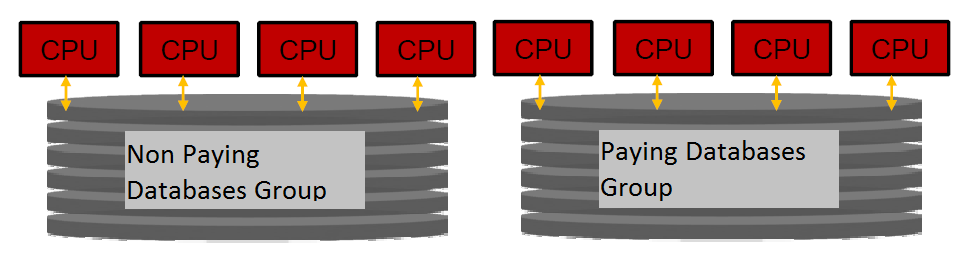 CPU CPU CPU CPU CPU CPU CPU CPU
Non Paying
Databases Group
Paying Databases
Group